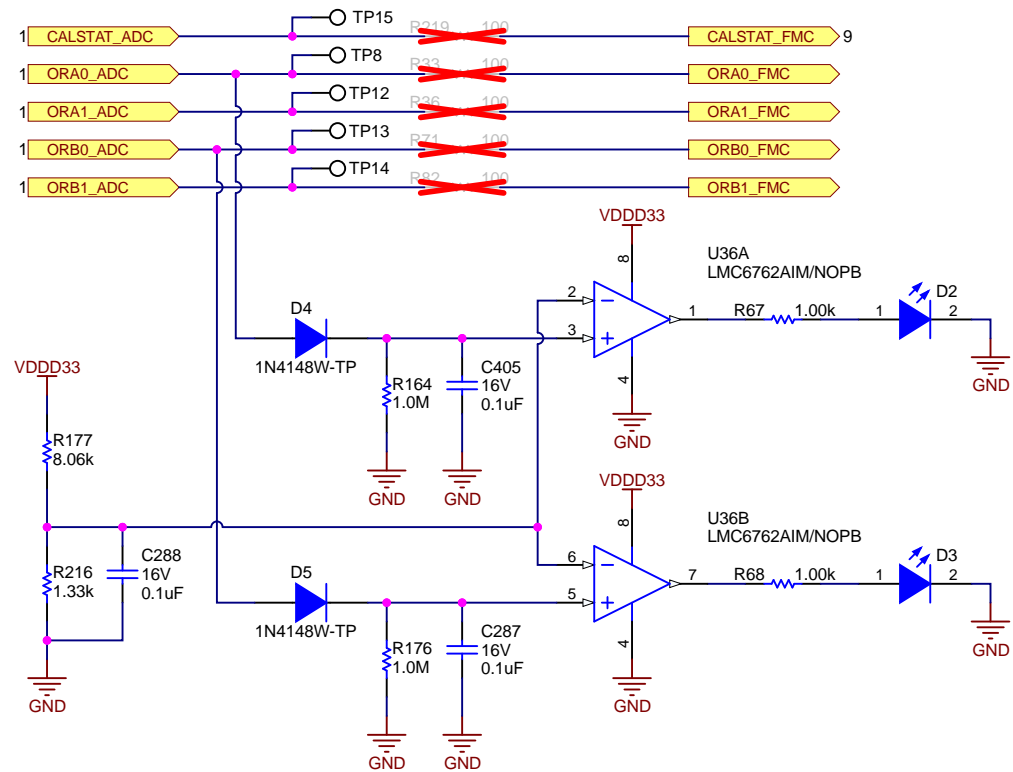 TP15
1 CALSTAT_ADC R219 100 CALSTAT_FMC 9
TP8
1 ORA0_ADC R33 100 ORA0_FMC
TP12
1 ORA1_ADC R36 100 ORA1_FMC
TP13
1 ORB0_ADC R71 100 ORB0_FMC
TP14
1 ORB1_ADC R82 100 ORB1_FMC
VDDD33
8
U36A
LMC6762AIM/NOPB
2
3
1
4
GND
R67 1.00k
1 D2 2
GND
D4
1N4148W-TP
R164
1.0M
GND
C405
16V
0.1uF
GND
VDDD33
R177
8.06k
R216
1.33k
C288
16V
0.1uF
GND
VDDD33
8
U36B
LMC6762AIM/NOPB
6
5
7
4
GND
R68 1.00k
1 D3 2
GND
D5
1N4148W-TP
R176
1.0M
GND
C287
16V
0.1uF
GND